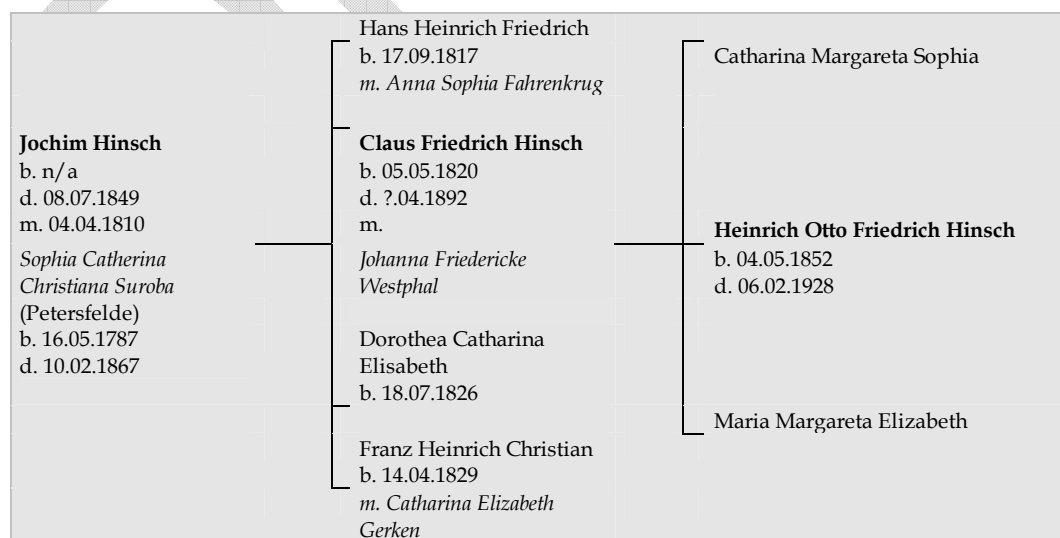 Jochim Hinsch
b. n/a
d. 08.07.1849
m. 04.04.1810
Sophia Catherina
Christiana Suroba
(Petersfelde)
b. 16.05.1787
d. 10.02.1867
Hans Heinrich Friedrich
b. 17.09.1817
m. Anna Sophia Fahrenkrug
Claus Friedrich Hinsch
b. 05.05.1820
d. ?.04.1892
m.
Johanna Friedericke
Westphal
Dorothea Catharina
Elisabeth
b. 18.07.1826
Franz Heinrich Christian
b. 14.04.1829
m. Catharina Elizabeth
Gerken
Catharina Margareta Sophia
Heinrich Otto Friedrich Hinsch
b. 04.05.1852
d. 06.02.1928
Maria Margareta Elizabeth